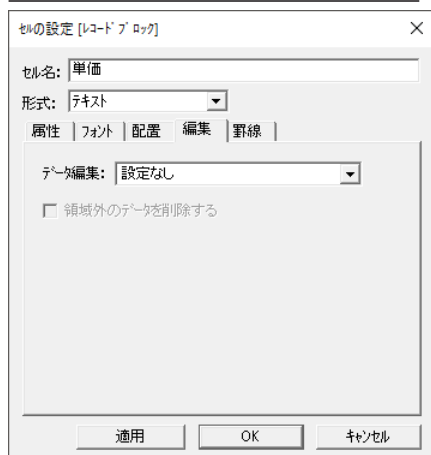 セルの設定 [レコードブロック]
セル名: 単価
形式: テキスト
属性 フォント 配置 編集 罫線
データ編集: 設定なし
領域外のデータを削除する
適用 OK キャンセル